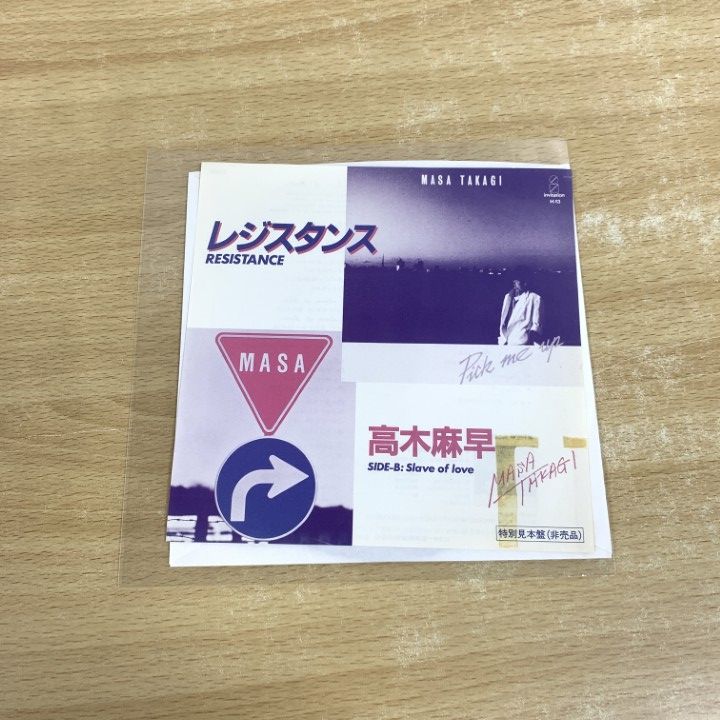 MASA TAKAGI
invitation
レジスタンス
RESISTANCE
Pick me up
MASA
高木麻早
SIDE-B: Slave of love
MASA
TAKAGI
特別見本盤(非売品)